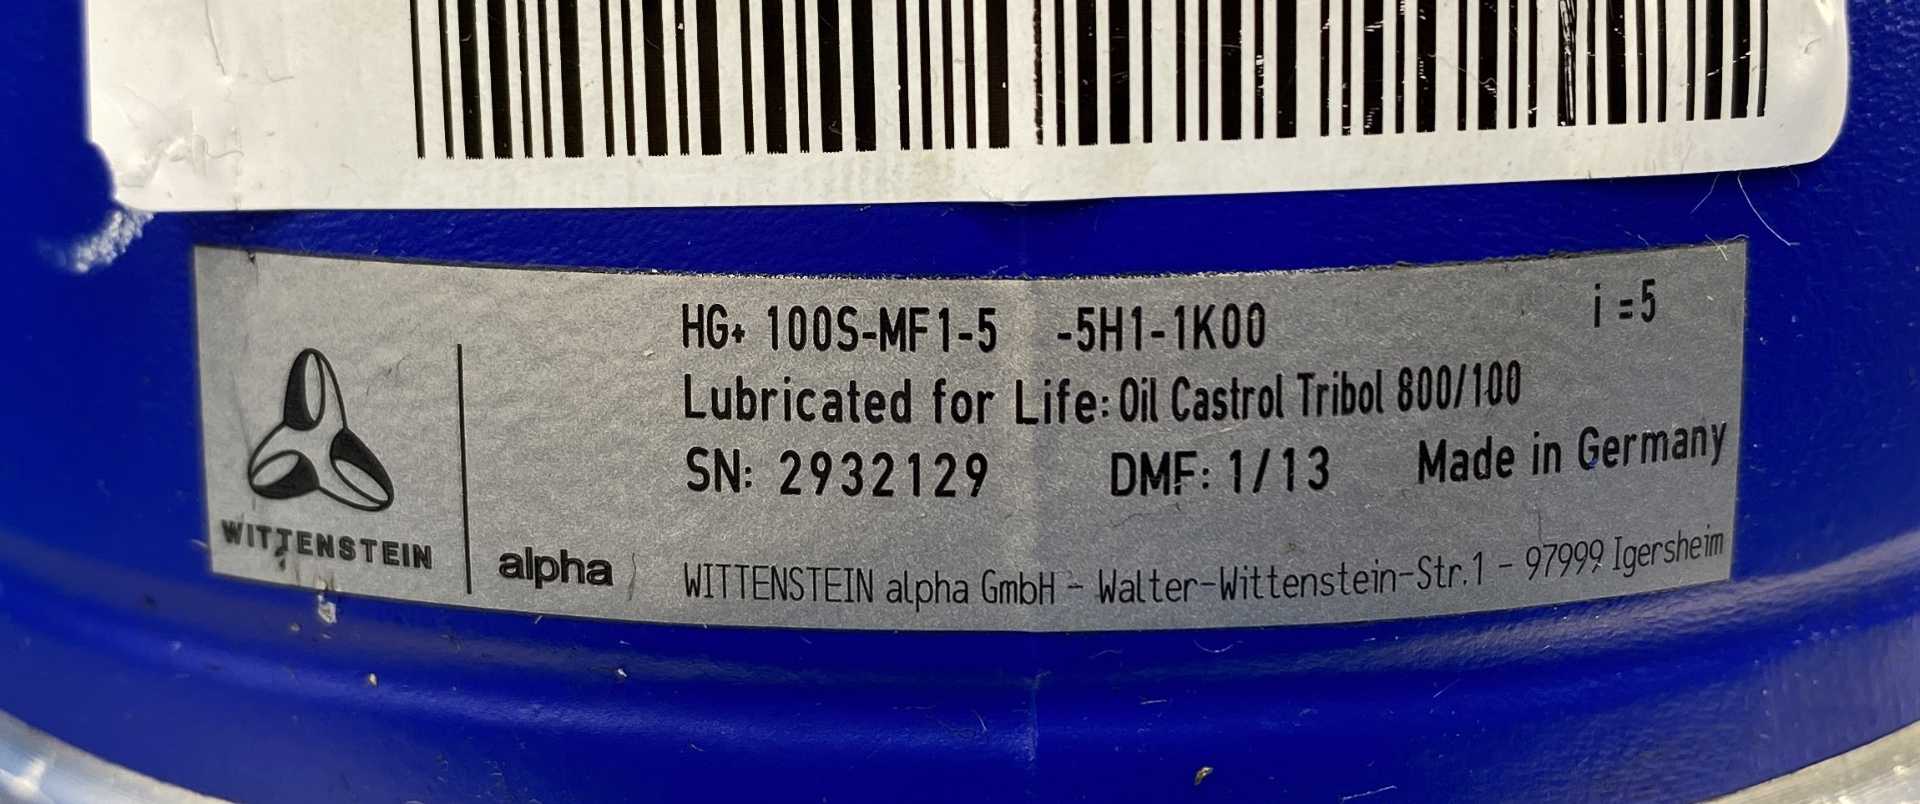 HG+ 100S-MF1-5 -5H1-1K00 i =5
Lubricated for Life: Oil Castrol Tribol 800/100
SN: 2932129 DMF: 1/13 Made in Germany
WITTENSTEIN alpha
WITTENSTEIN alpha GmbH - Walter-Wittenstein-Str.1 - 97999 Igersheim